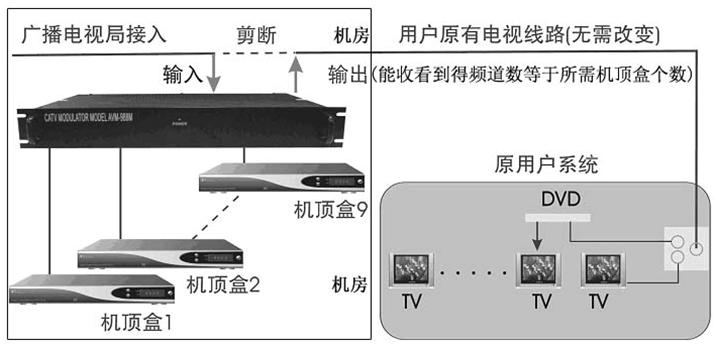 广播电视局接入
剪断
机房
用户原有电视线路(无需改变)
输入
输出(能收看到得频道数等于所需机顶盒个数)
CATV MODULATOR MODEL AVM-988M
POWER
原用户系统
机顶盒9
DVD
机顶盒2
机房
机顶盒1
TV
TV
TV